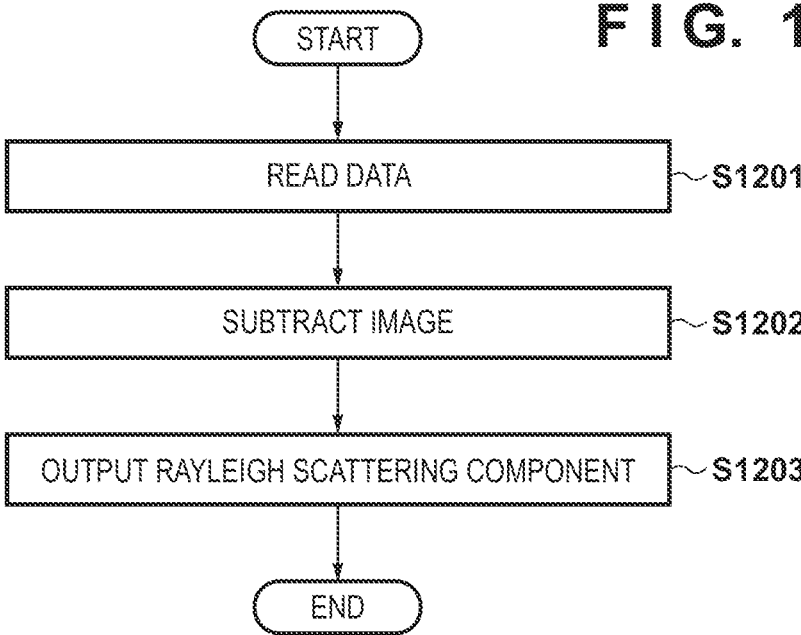 FIG. 1
START
READ DATA
S1201
SUBTRACT IMAGE
S1202
OUTPUT RAYLEIGH SCATTERING COMPONENT
S1203
END